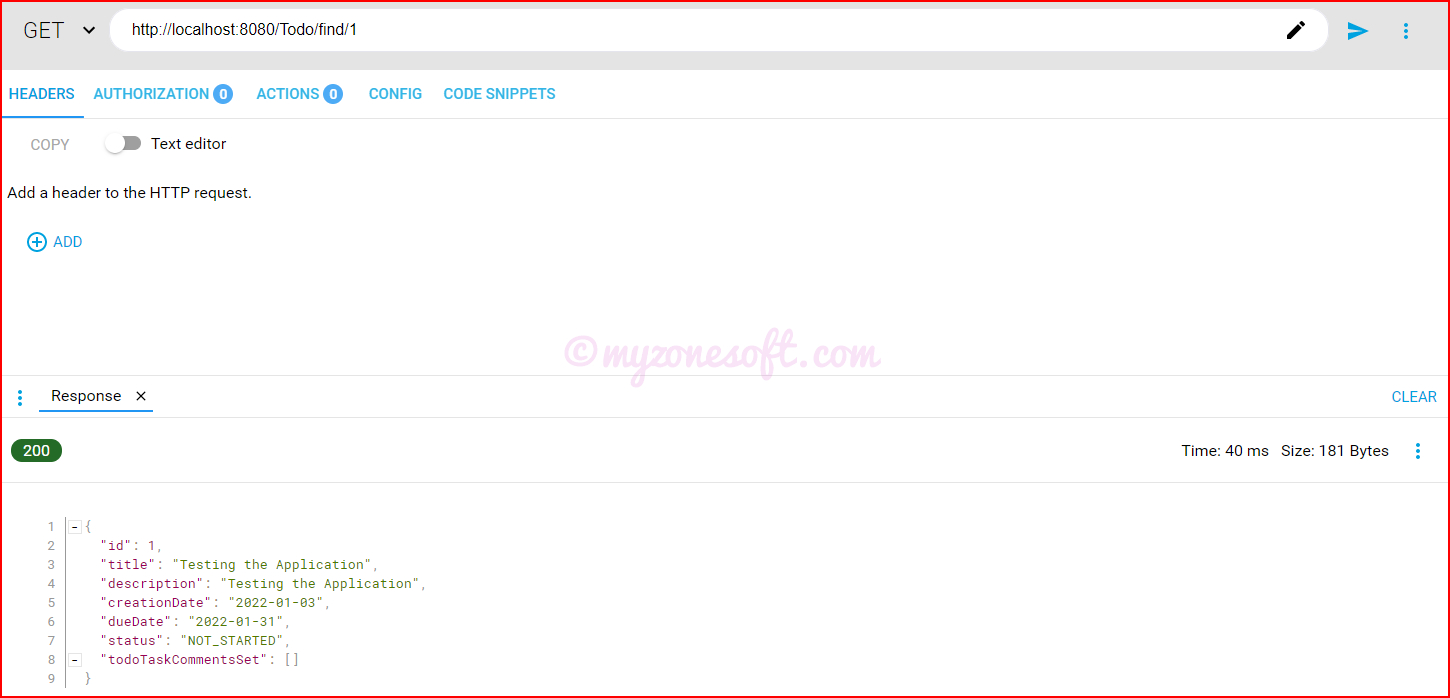 GET http://localhost:8080/Todo/find/1
HEADERS AUTHORIZATION 0 ACTIONS 0 CONFIG CODE SNIPPETS
COPY Text editor
Add a header to the HTTP request.
ADD
© myzonesoft.com
Response × CLEAR
200 Time: 40 ms Size: 181 Bytes
1 - {
2 "id": 1,
3 "title": "Testing the Application",
4 "description": "Testing the Application",
5 "creationDate": "2022-01-03",
6 "dueDate": "2022-01-31",
7 "status": "NOT_STARTED",
8 - "todoTaskCommentsSet": []
9 }